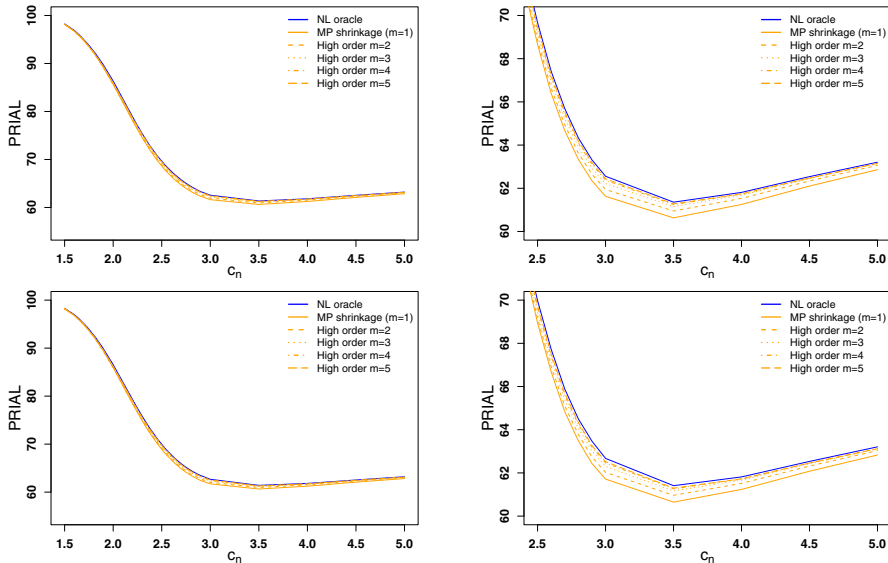 NL oracle
MP shrinkage (m=1)
High order m=2
High order m=3
High order m=4
High order m=5
PRIAL
100
90
80
70
60
1.5 2.0 2.5 3.0 3.5 4.0 4.5 5.0
c_n
NL oracle
MP shrinkage (m=1)
High order m=2
High order m=3
High order m=4
High order m=5
PRIAL
70
68
66
64
62
60
2.5 3.0 3.5 4.0 4.5 5.0
c_n
NL oracle
MP shrinkage (m=1)
High order m=2
High order m=3
High order m=4
High order m=5
PRIAL
100
90
80
70
60
1.5 2.0 2.5 3.0 3.5 4.0 4.5 5.0
c_n
NL oracle
MP shrinkage (m=1)
High order m=2
High order m=3
High order m=4
High order m=5
PRIAL
70
68
66
64
62
60
2.5 3.0 3.5 4.0 4.5 5.0
c_n